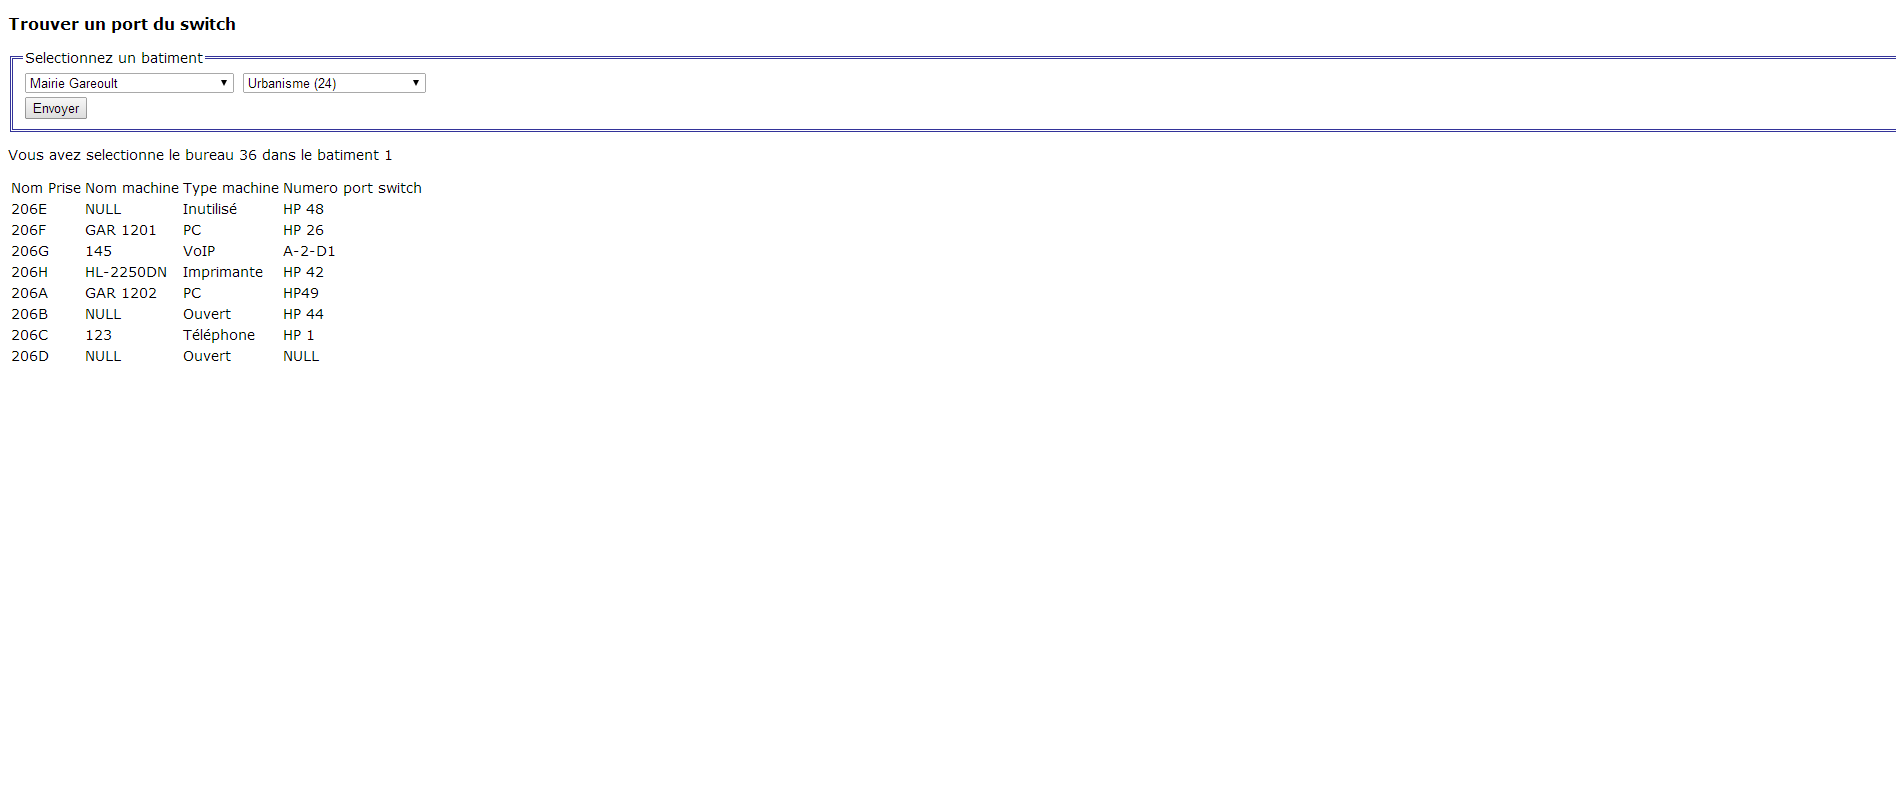 Trouver un port du switch
Selectionnez un batiment
Mairie Gareoult Urbanisme (24)
Envoyer
Vous avez selectionne le bureau 36 dans le batiment 1
Nom Prise Nom machine Type machine Numero port switch
206E NULL Inutilisé HP 48
206F GAR 1201 PC HP 26
206G 145 VoIP A-2-D1
206H HL-2250DN Imprimante HP 42
206A GAR 1202 PC HP49
206B NULL Ouvert HP 44
206C 123 Téléphone HP 1
206D NULL Ouvert NULL